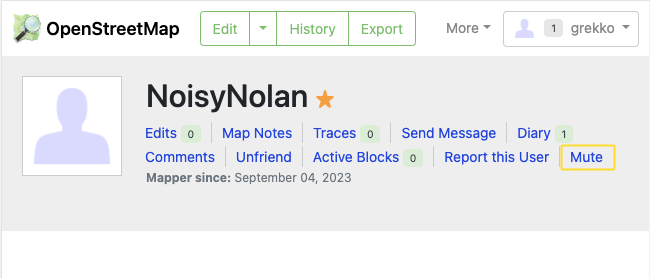 OpenStreetMap Edit History Export More 1 grekko
NoisyNolan
Edits 0 Map Notes Traces 0 Send Message Diary 1
Comments Unfriend Active Blocks 0 Report this User Mute
Mapper since: September 04, 2023